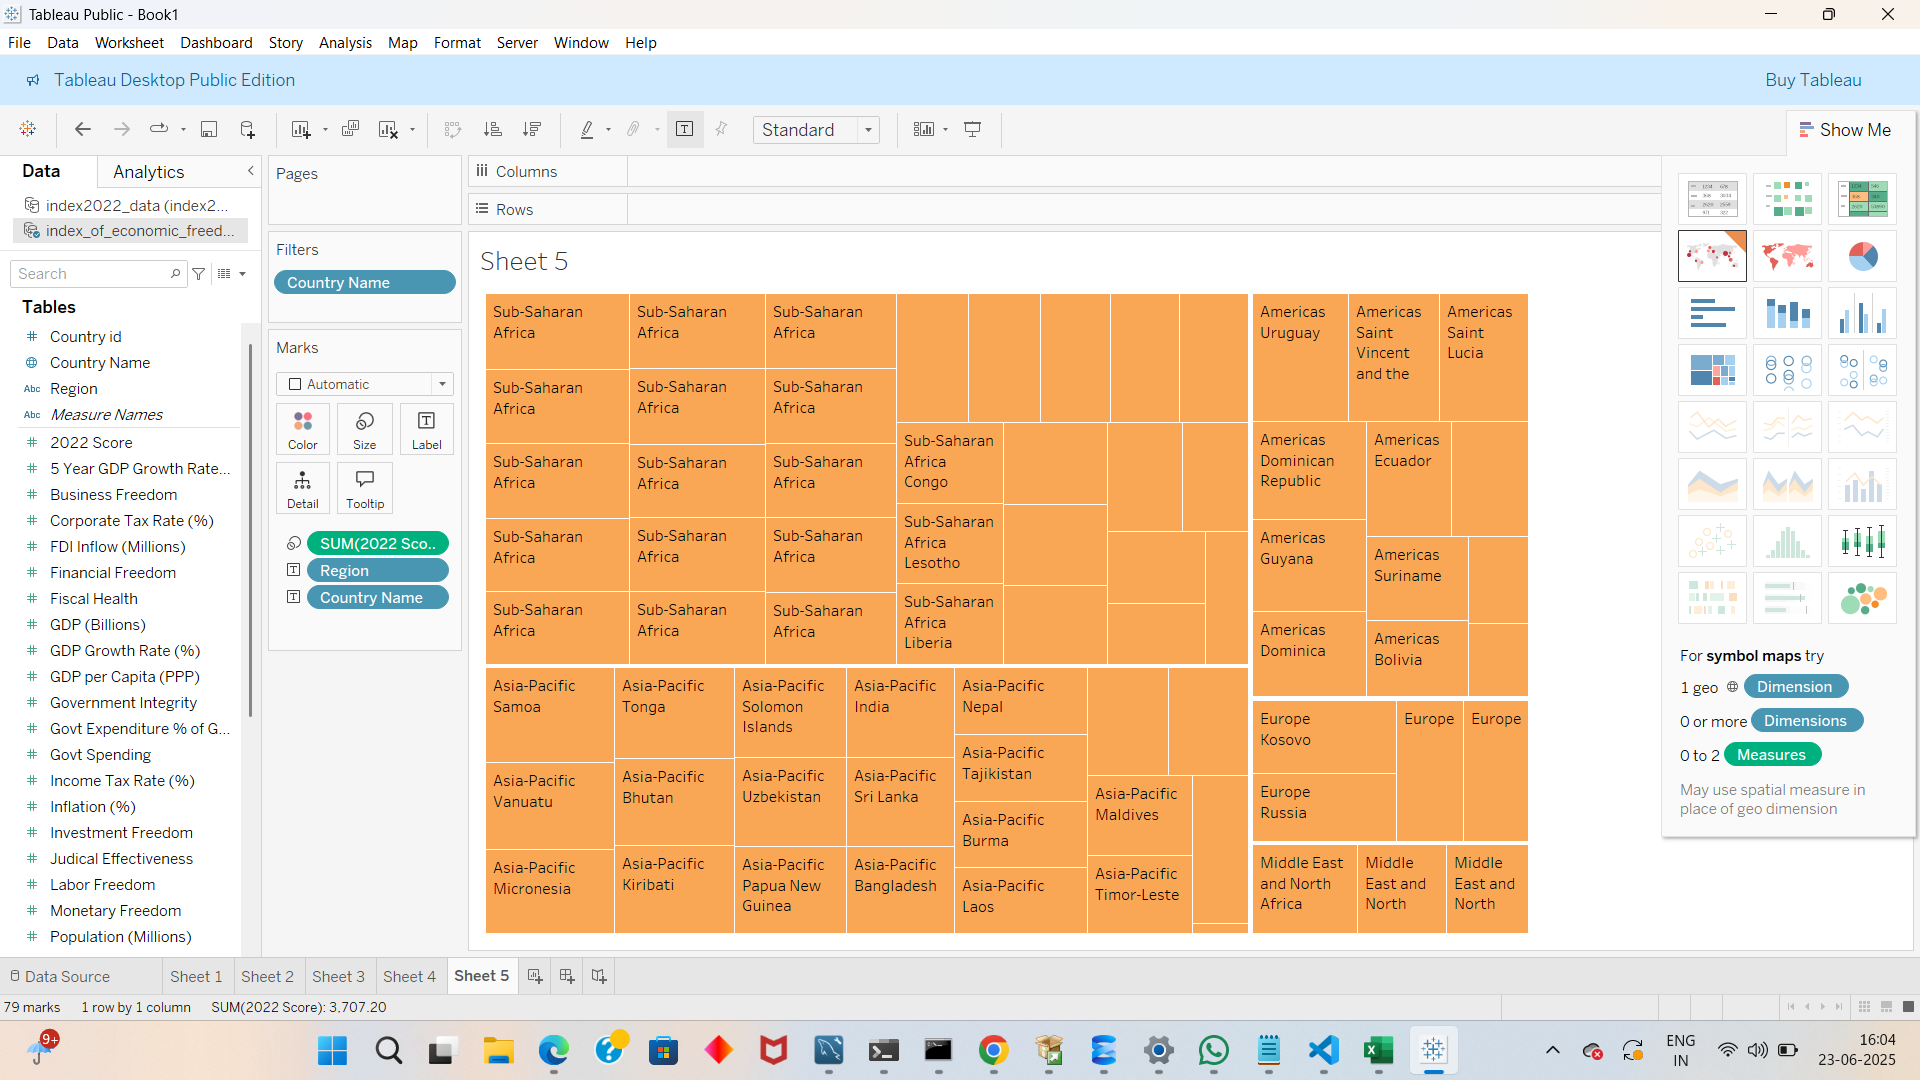 Tableau Public - Book1
File Data Worksheet Dashboard Story Analysis Map Format Server Window Help
Tableau Desktop Public Edition
Buy Tableau
Standard
Show Me
Data
Analytics
index2022_data (index2...
index_of_economic_freed...
Search
Tables
Country id
Country Name
Abc Region
Abc Measure Names
2022 Score
5 Year GDP Growth Rate...
Business Freedom
Corporate Tax Rate (%)
FDI Inflow (Millions)
Financial Freedom
Fiscal Health
GDP (Billions)
GDP Growth Rate (%)
GDP per Capita (PPP)
Government Integrity
Govt Expenditure % of G...
Govt Spending
Income Tax Rate (%)
Inflation (%)
Investment Freedom
Judical Effectiveness
Labor Freedom
Monetary Freedom
Population (Millions)
Pages
Filters
Country Name
Marks
Automatic
Color
Size
Label
Detail
Tooltip
SUM(2022 Sco..
Region
Country Name
Columns
Rows
Sheet 5
Sub-Saharan
Africa
Sub-Saharan
Africa
Sub-Saharan
Africa
Sub-Saharan
Africa
Sub-Saharan
Africa
Sub-Saharan
Africa
Sub-Saharan
Africa
Sub-Saharan
Africa
Sub-Saharan
Africa
Sub-Saharan
Africa
Sub-Saharan
Africa
Sub-Saharan
Africa
Sub-Saharan
Africa
Sub-Saharan
Africa
Sub-Saharan
Africa
Sub-Saharan
Africa
Congo
Sub-Saharan
Africa
Lesotho
Sub-Saharan
Africa
Liberia
Americas
Uruguay
Americas
Saint
Vincent
and the
Americas
Saint
Lucia
Americas
Dominican
Republic
Americas
Ecuador
Americas
Guyana
Americas
Suriname
Americas
Dominica
Americas
Bolivia
Asia-Pacific
Samoa
Asia-Pacific
Vanuatu
Asia-Pacific
Micronesia
Asia-Pacific
Tonga
Asia-Pacific
Bhutan
Asia-Pacific
Kiribati
Asia-Pacific
Solomon
Islands
Asia-Pacific
Uzbekistan
Asia-Pacific
Papua New
Guinea
Asia-Pacific
India
Asia-Pacific
Sri Lanka
Asia-Pacific
Bangladesh
Asia-Pacific
Nepal
Asia-Pacific
Tajikistan
Asia-Pacific
Burma
Asia-Pacific
Laos
Asia-Pacific
Maldives
Asia-Pacific
Timor-Leste
Europe
Kosovo
Europe
Russia
Europe
Europe
Middle East
and North
Africa
Middle
East and
North
Middle
East and
North
For symbol maps try
1 geo Dimension
0 or more Dimensions
0 to 2 Measures
May use spatial measure in
place of geo dimension
Data Source
Sheet 1
Sheet 2
Sheet 3
Sheet 4
Sheet 5
79 marks 1 row by 1 column SUM(2022 Score): 3,707.20
9+
ENG
IN
16:04
23-06-2025